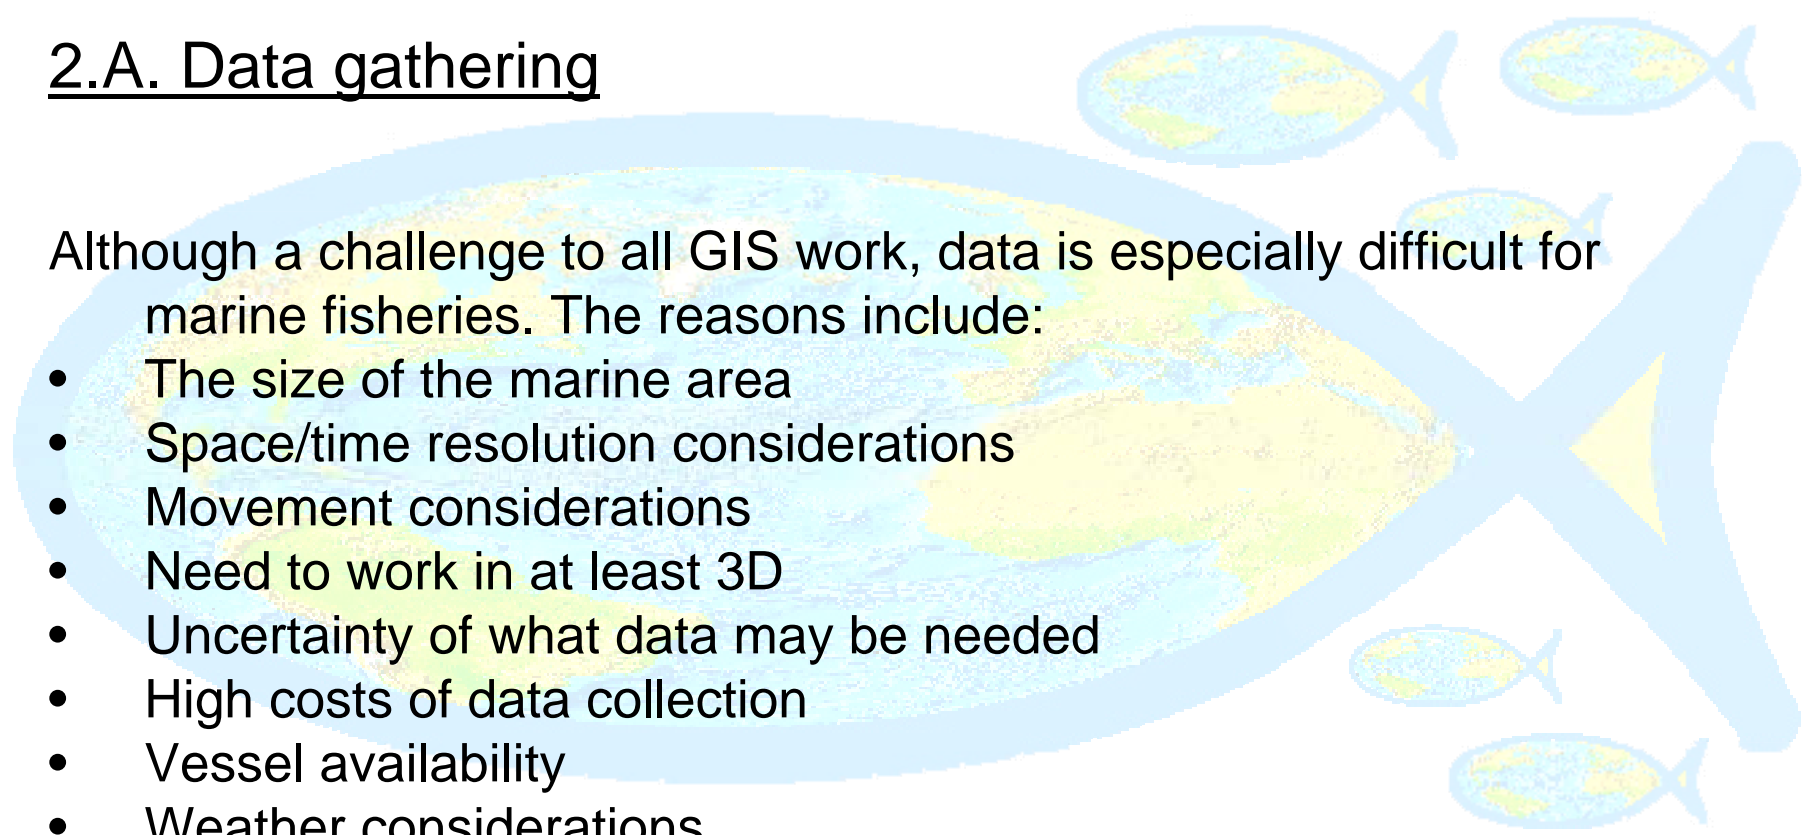 2.A. Data gathering
Although a challenge to all GIS work, data is especially difficult for
marine fisheries. The reasons include:
• The size of the marine area
• Space/time resolution considerations
• Movement considerations
• Need to work in at least 3D
• Uncertainty of what data may be needed
• High costs of data collection
• Vessel availability
• Weather considerations